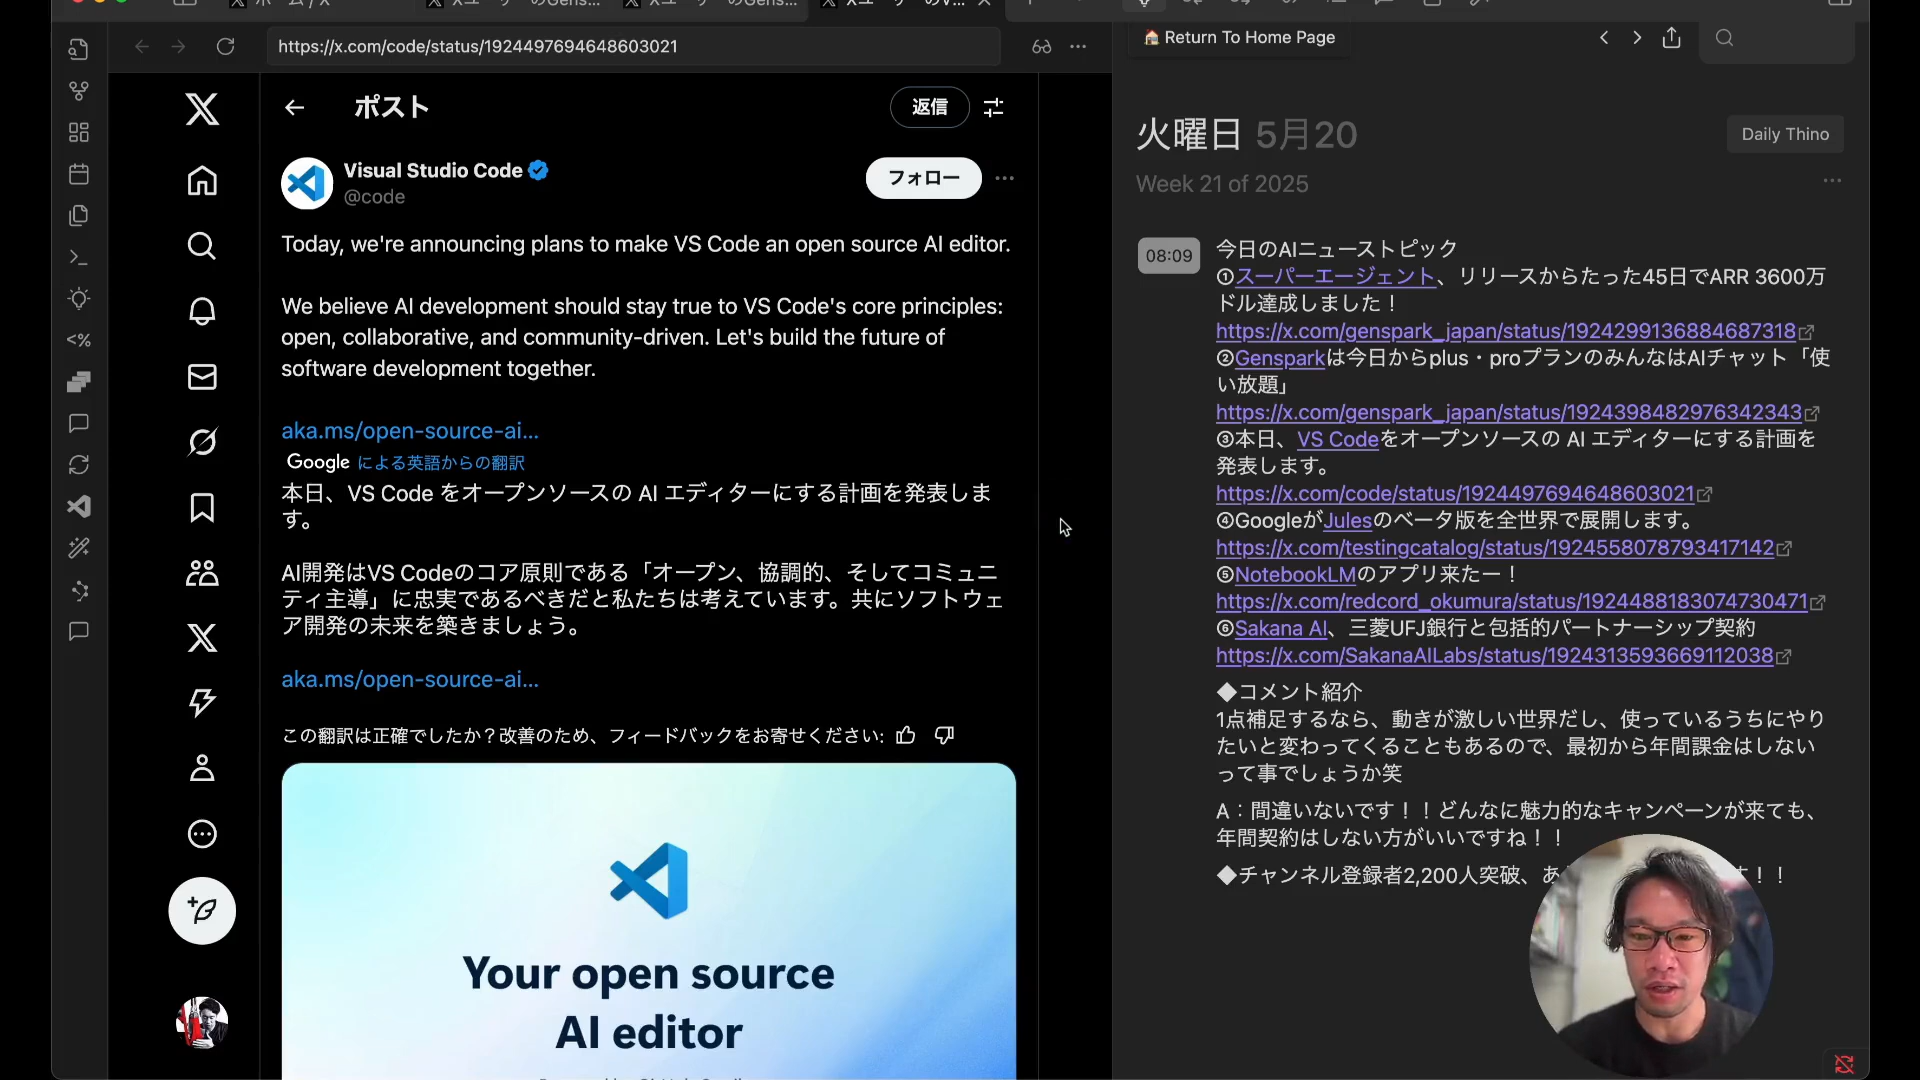 https://x.com/code/status/1924497694648603021
ポスト
返信
Visual Studio Code
@code
フォロー
Today, we're announcing plans to make VS Code an open source AI editor.
We believe AI development should stay true to VS Code's core principles:
open, collaborative, and community-driven. Let's build the future of
software development together.
aka.ms/open-source-ai...
Google による英語からの翻訳
本日、VS Code をオープンソースの AI エディターにする計画を発表しま
す。
AI開発はVS Codeのコア原則である「オープン、協調的、そしてコミュニ
ティ主導」に忠実であるべきだと私たちは考えています。共にソフトウェ
ア開発の未来を築きましょう。
aka.ms/open-source-ai...
この翻訳は正確でしたか？改善のため、フィードバックをお寄せください:
Your open source
AI editor
Return To Home Page
火曜日 5月20
Daily Thino
Week 21 of 2025
08:09
今日のAIニューストピック
①スーパーエージェント、リリースからたった45日でARR 3600万
ドル達成しました！
https://x.com/genspark_japan/status/1924299136884687318
②Gensparkは今日からplus・proプランのみんなはAIチャット「使
い放題」
https://x.com/genspark_japan/status/1924398482976342343
③本日、VS Codeをオープンソースの AI エディターにする計画を
発表します。
https://x.com/code/status/1924497694648603021
④GoogleがJulesのベータ版を全世界で展開します。
https://x.com/testingcatalog/status/1924558078793417142
⑤NotebookLMのアプリ来たー！
https://x.com/redcord_okumura/status/1924488183074730471
⑥Sakana AI、三菱UFJ銀行と包括的パートナーシップ契約
https://x.com/SakanaAILabs/status/1924313593669112038
◆コメント紹介
1点補足するなら、動きが激しい世界だし、使っているうちにやり
たいと変わってくることもあるので、最初から年間課金はしない
って事でしょうか笑
A：間違いないです！！どんなに魅力的なキャンペーンが来ても、
年間契約はしない方がいいですね！！
◆チャンネル登録者2,200人突破、あ
す！！